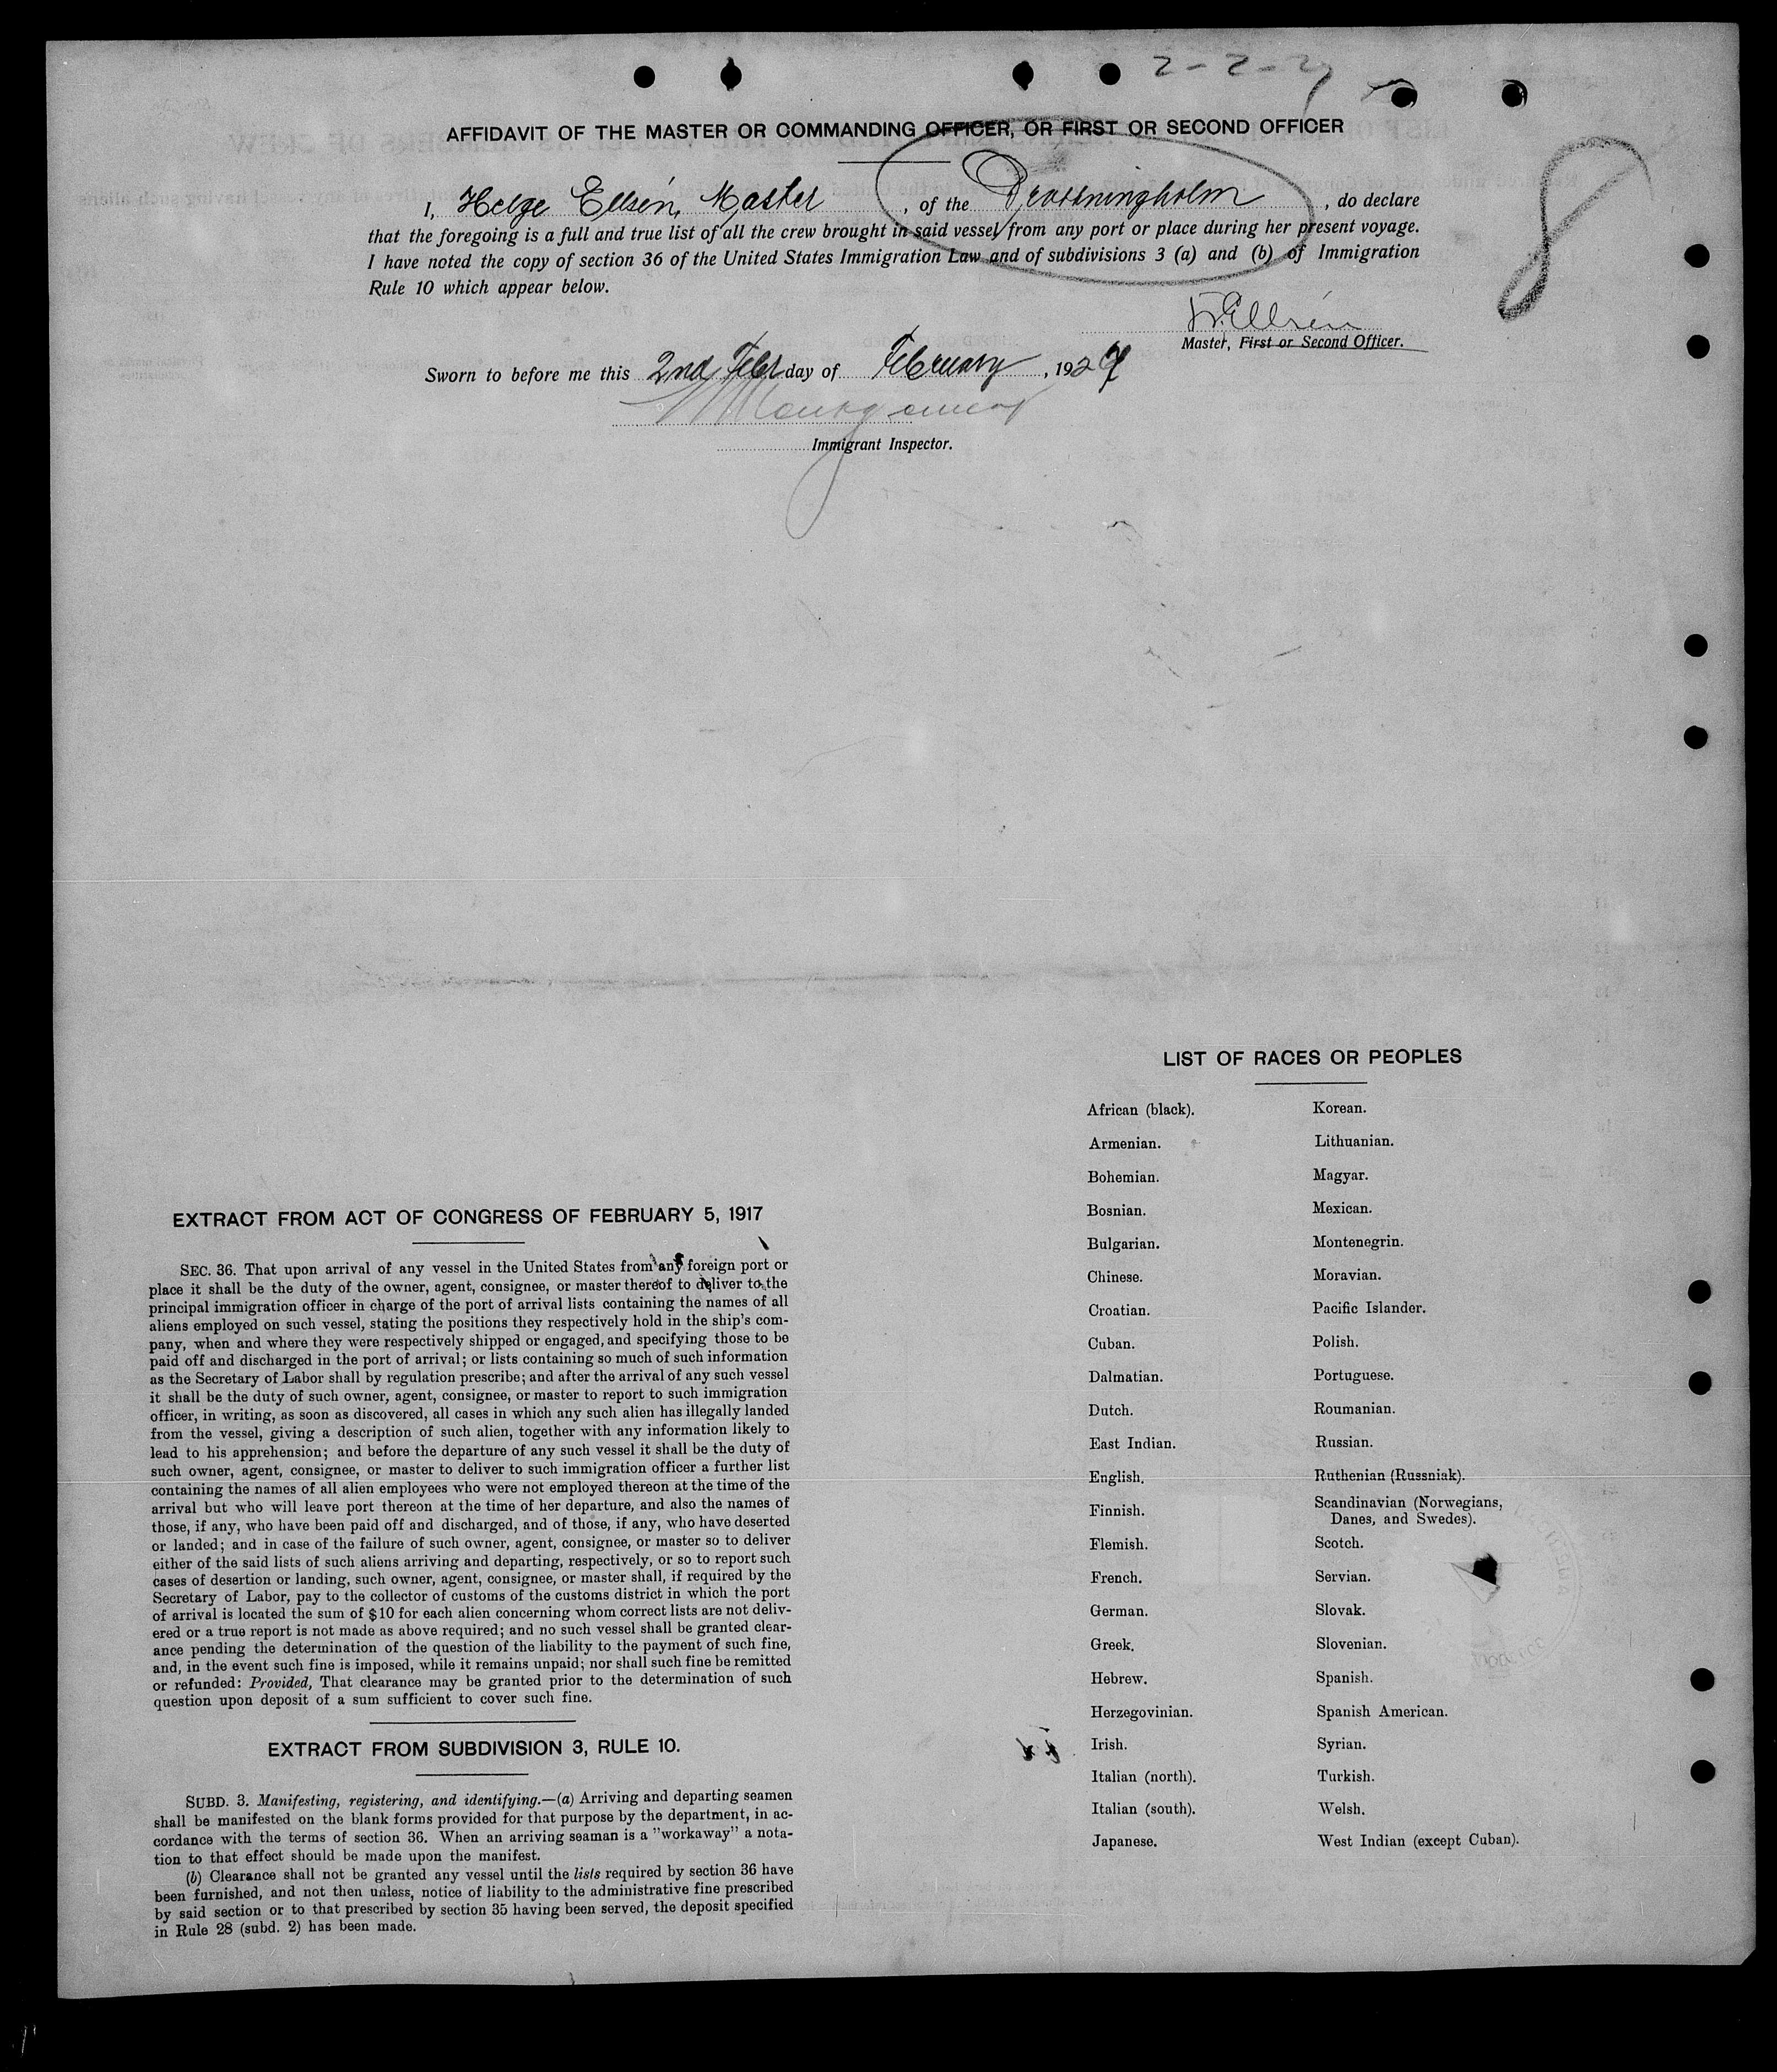 2-2-27
AFFIDAVIT OF THE MASTER OR COMMANDING OFFICER, OR FIRST OR SECOND OFFICER
8
I, Helge Ellsén, Master, of the Drottningholm, do declare
that the foregoing is a full and true list of all the crew brought in said vessel from any port or place during her present voyage.
I have noted the copy of section 36 of the United States Immigration Law and of subdivisions 3 (a) and (b) of Immigration
Rule 10 which appear below.
Master, First or Second Officer.
Sworn to before me this 2nd Febr day of February, 1927
Montgomery
Immigrant Inspector.
LIST OF RACES OR PEOPLES
African (black).
Armenian.
Bohemian.
Bosnian.
Bulgarian.
Chinese.
Croatian.
Cuban.
Dalmatian.
Dutch.
East Indian.
English.
Finnish.
Flemish.
French.
German.
Greek.
Hebrew.
Herzegovinian.
Irish.
Italian (north).
Italian (south).
Japanese.
Korean.
Lithuanian.
Magyar.
Mexican.
Montenegrin.
Moravian.
Pacific Islander.
Polish.
Portuguese.
Roumanian.
Russian.
Ruthenian (Russniak).
Scandinavian (Norwegians,
Danes, and Swedes).
Scotch.
Servian.
Slovak.
Slovenian.
Spanish.
Spanish American.
Syrian.
Turkish.
Welsh.
West Indian (except Cuban).
EXTRACT FROM ACT OF CONGRESS OF FEBRUARY 5, 1917
SEC. 36. That upon arrival of any vessel in the United States from any foreign port or
place it shall be the duty of the owner, agent, consignee, or master thereof to deliver to the
principal immigration officer in charge of the port of arrival lists containing the names of all
aliens employed on such vessel, stating the positions they respectively hold in the ship's com-
pany, when and where they were respectively shipped or engaged, and specifying those to be
paid off and discharged in the port of arrival; or lists containing so much of such information
as the Secretary of Labor shall by regulation prescribe; and after the arrival of any such vessel
it shall be the duty of such owner, agent, consignee, or master to report to such immigration
officer, in writing, as soon as discovered, all cases in which any such alien has illegally landed
from the vessel, giving a description of such alien, together with any information likely to
lead to his apprehension; and before the departure of any such vessel it shall be the duty of
such owner, agent, consignee, or master to deliver to such immigration officer a further list
containing the names of all alien employees who were not employed thereon at the time of the
arrival but who will leave port thereon at the time of her departure, and also the names of
those, if any, who have been paid off and discharged, and of those, if any, who have deserted
or landed; and in case of the failure of such owner, agent, consignee, or master so to deliver
either of the said lists of such aliens arriving and departing, respectively, or so to report such
cases of desertion or landing, such owner, agent, consignee, or master shall, if required by the
Secretary of Labor, pay to the collector of customs of the customs district in which the port
of arrival is located the sum of $10 for each alien concerning whom correct lists are not deliv-
ered or a true report is not made as above required; and no such vessel shall be granted clear-
ance pending the determination of the question of the liability to the payment of such fine,
and, in the event such fine is imposed, while it remains unpaid; nor shall such fine be remitted
or refunded: Provided, That clearance may be granted prior to the determination of such
question upon deposit of a sum sufficient to cover such fine.
EXTRACT FROM SUBDIVISION 3, RULE 10.
SUBD. 3. Manifesting, registering, and identifying.—(a) Arriving and departing seamen
shall be manifested on the blank forms provided for that purpose by the department, in ac-
cordance with the terms of section 36. When an arriving seaman is a "workaway" a nota-
tion to that effect should be made upon the manifest.
(b) Clearance shall not be granted any vessel until the lists required by section 36 have
been furnished, and not then unless, notice of liability to the administrative fine prescribed
by said section or to that prescribed by section 35 having been served, the deposit specified
in Rule 28 (subd. 2) has been made.